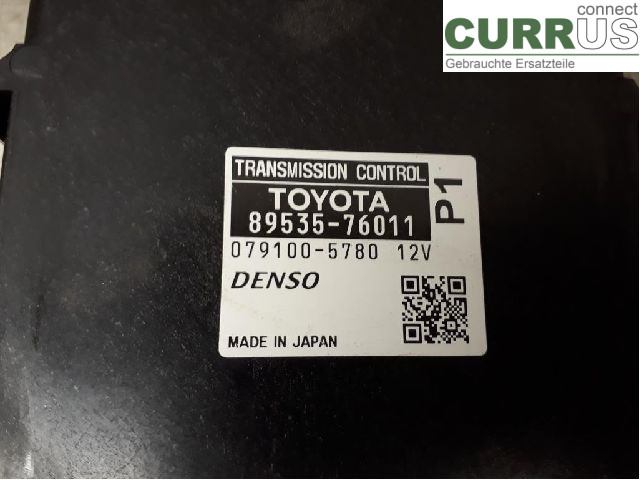 connect
CURRUS
Gebrauchte Ersatzteile
TRANSMISSION CONTROL
TOYOTA
89535-76011
P1
079100-5780 12V
DENSO
MADE IN JAPAN